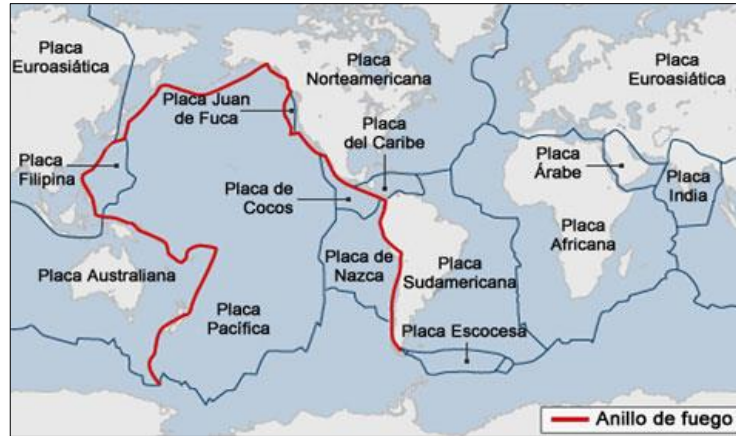 Placa
Euroasiática
Placa
Norteamericana
Placa
Euroasiática
Placa Juan
de Fuca
Placa
del Caribe
Placa
Filipina
Placa de
Cocos
Placa
Árabe
Placa
India
Placa
Africana
Placa Australiana
Placa de
Nazca
Placa
Sudamericana
Placa
Pacífica
Placa Escocesa
Anillo de fuego